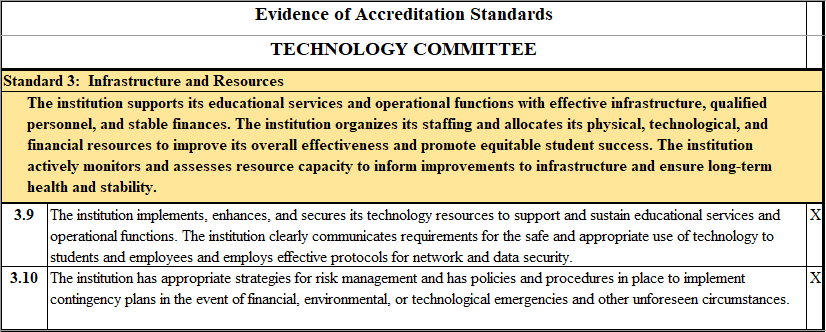 Evidence of Accreditation Standards
TECHNOLOGY COMMITTEE
Standard 3:  Infrastructure and Resources
The institution supports its educational services and operational functions with effective infrastructure, qualified
personnel, and stable finances. The institution organizes its staffing and allocates its physical, technological, and
financial resources to improve its overall effectiveness and promote equitable student success. The institution
actively monitors and assesses resource capacity to inform improvements to infrastructure and ensure long-term
health and stability.
3.9 The institution implements, enhances, and secures its technology resources to support and sustain educational services and X
operational functions. The institution clearly communicates requirements for the safe and appropriate use of technology to
students and employees and employs effective protocols for network and data security.
3.10 The institution has appropriate strategies for risk management and has policies and procedures in place to implement X
contingency plans in the event of financial, environmental, or technological emergencies and other unforeseen circumstances.